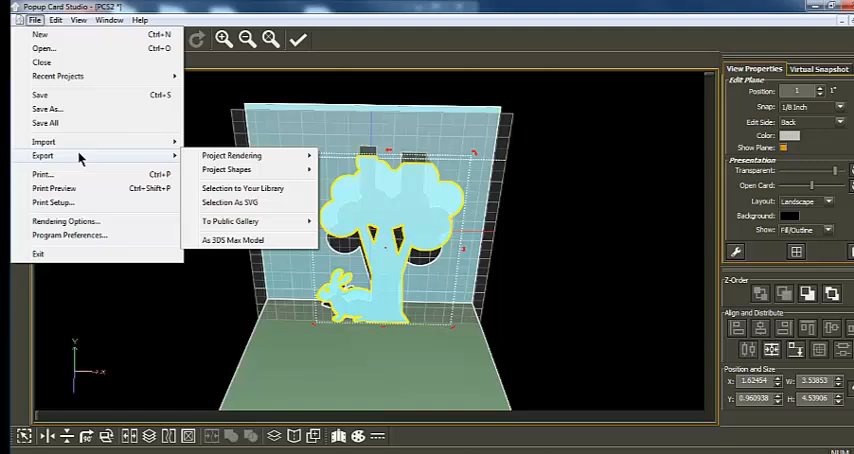 Popup Card Studio - [PCS2 *]
File Edit View Window Help
New Ctrl+N
Open... Ctrl+O
Close
Recent Projects
Save Ctrl+S
Save As...
Save All
Import
Export
Print... Ctrl+P
Print Preview Ctrl+Shift+P
Print Setup...
Rendering Options...
Program Preferences...
Exit
Project Rendering
Project Shapes
Selection to Your Library
Selection As SVG
To Public Gallery
As 3DS Max Model
Y
X
View Properties Virtual Snapshot
Edit Plane
Position: 1 1"
Snap: 1/8 Inch
Edit Side: Back
Color:
Show Plane:
Presentation
Transparent:
Open Card:
Layout: Landscape
Background:
Show: Fill/Outline
Z-Order
Align and Distribute
Position and Size
X: 1.62454 W: 3.53853
Y: 0.960938 H: 4.53906
NUM